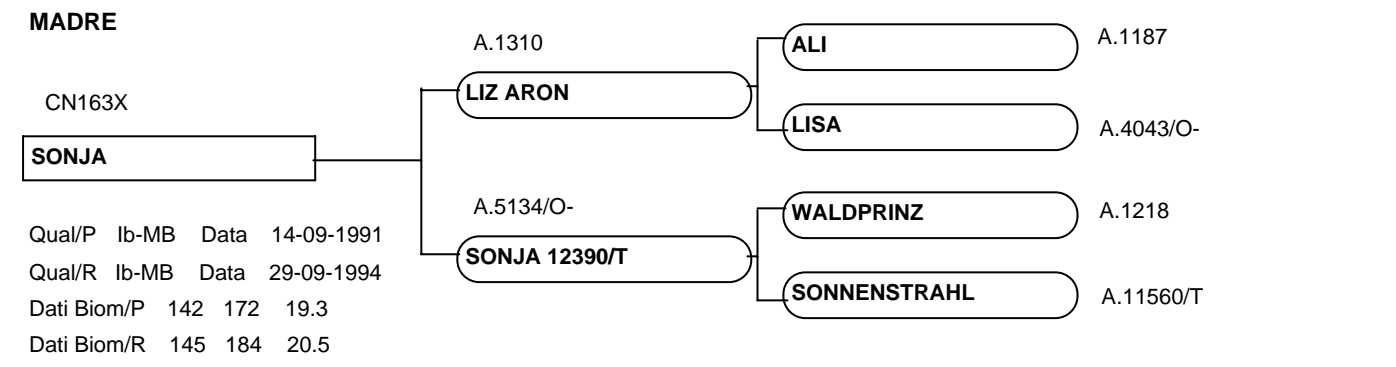 MADRE
CN163X
SONJA
A.1310
LIZ ARON
A.5134/O-
SONJA 12390/T
ALI
A.1187
LISA
A.4043/O-
WALDPRINZ
A.1218
SONNENSTRAHL
A.11560/T
Qual/P Ib-MB Data 14-09-1991
Qual/R Ib-MB Data 29-09-1994
Dati Biom/P 142 172 19.3
Dati Biom/R 145 184 20.5